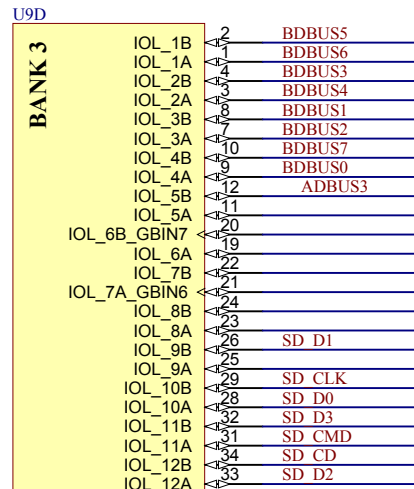 U9D
BANK 3
IOL_1B 2 BDBUS5
IOL_1A 1 BDBUS6
IOL_2B 4 BDBUS3
IOL_2A 3 BDBUS4
IOL_3B 8 BDBUS1
IOL_3A 7 BDBUS2
IOL_4B 10 BDBUS7
IOL_4A 9 BDBUS0
IOL_5B 12 ADBUS3
IOL_5A 11
IOL_6B_GBIN7 20
IOL_6A 19
IOL_7B 22
IOL_7A_GBIN6 21
IOL_8B 24
IOL_8A 23
IOL_9B 26 SD_D1
IOL_9A 25
IOL_10B 29 SD_CLK
IOL_10A 28 SD_D0
IOL_11B 32 SD_D3
IOL_11A 31 SD_CMD
IOL_12B 34 SD_CD
IOL_12A 33 SD_D2